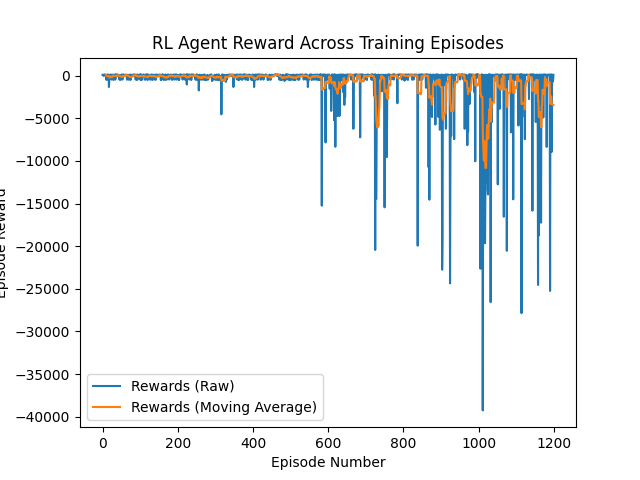 RL Agent Reward Across Training Episodes
0
−5000
−10000
−15000
−20000
−25000
−30000
−35000
−40000
Episode Reward
Rewards (Raw)
Rewards (Moving Average)
0 200 400 600 800 1000 1200
Episode Number